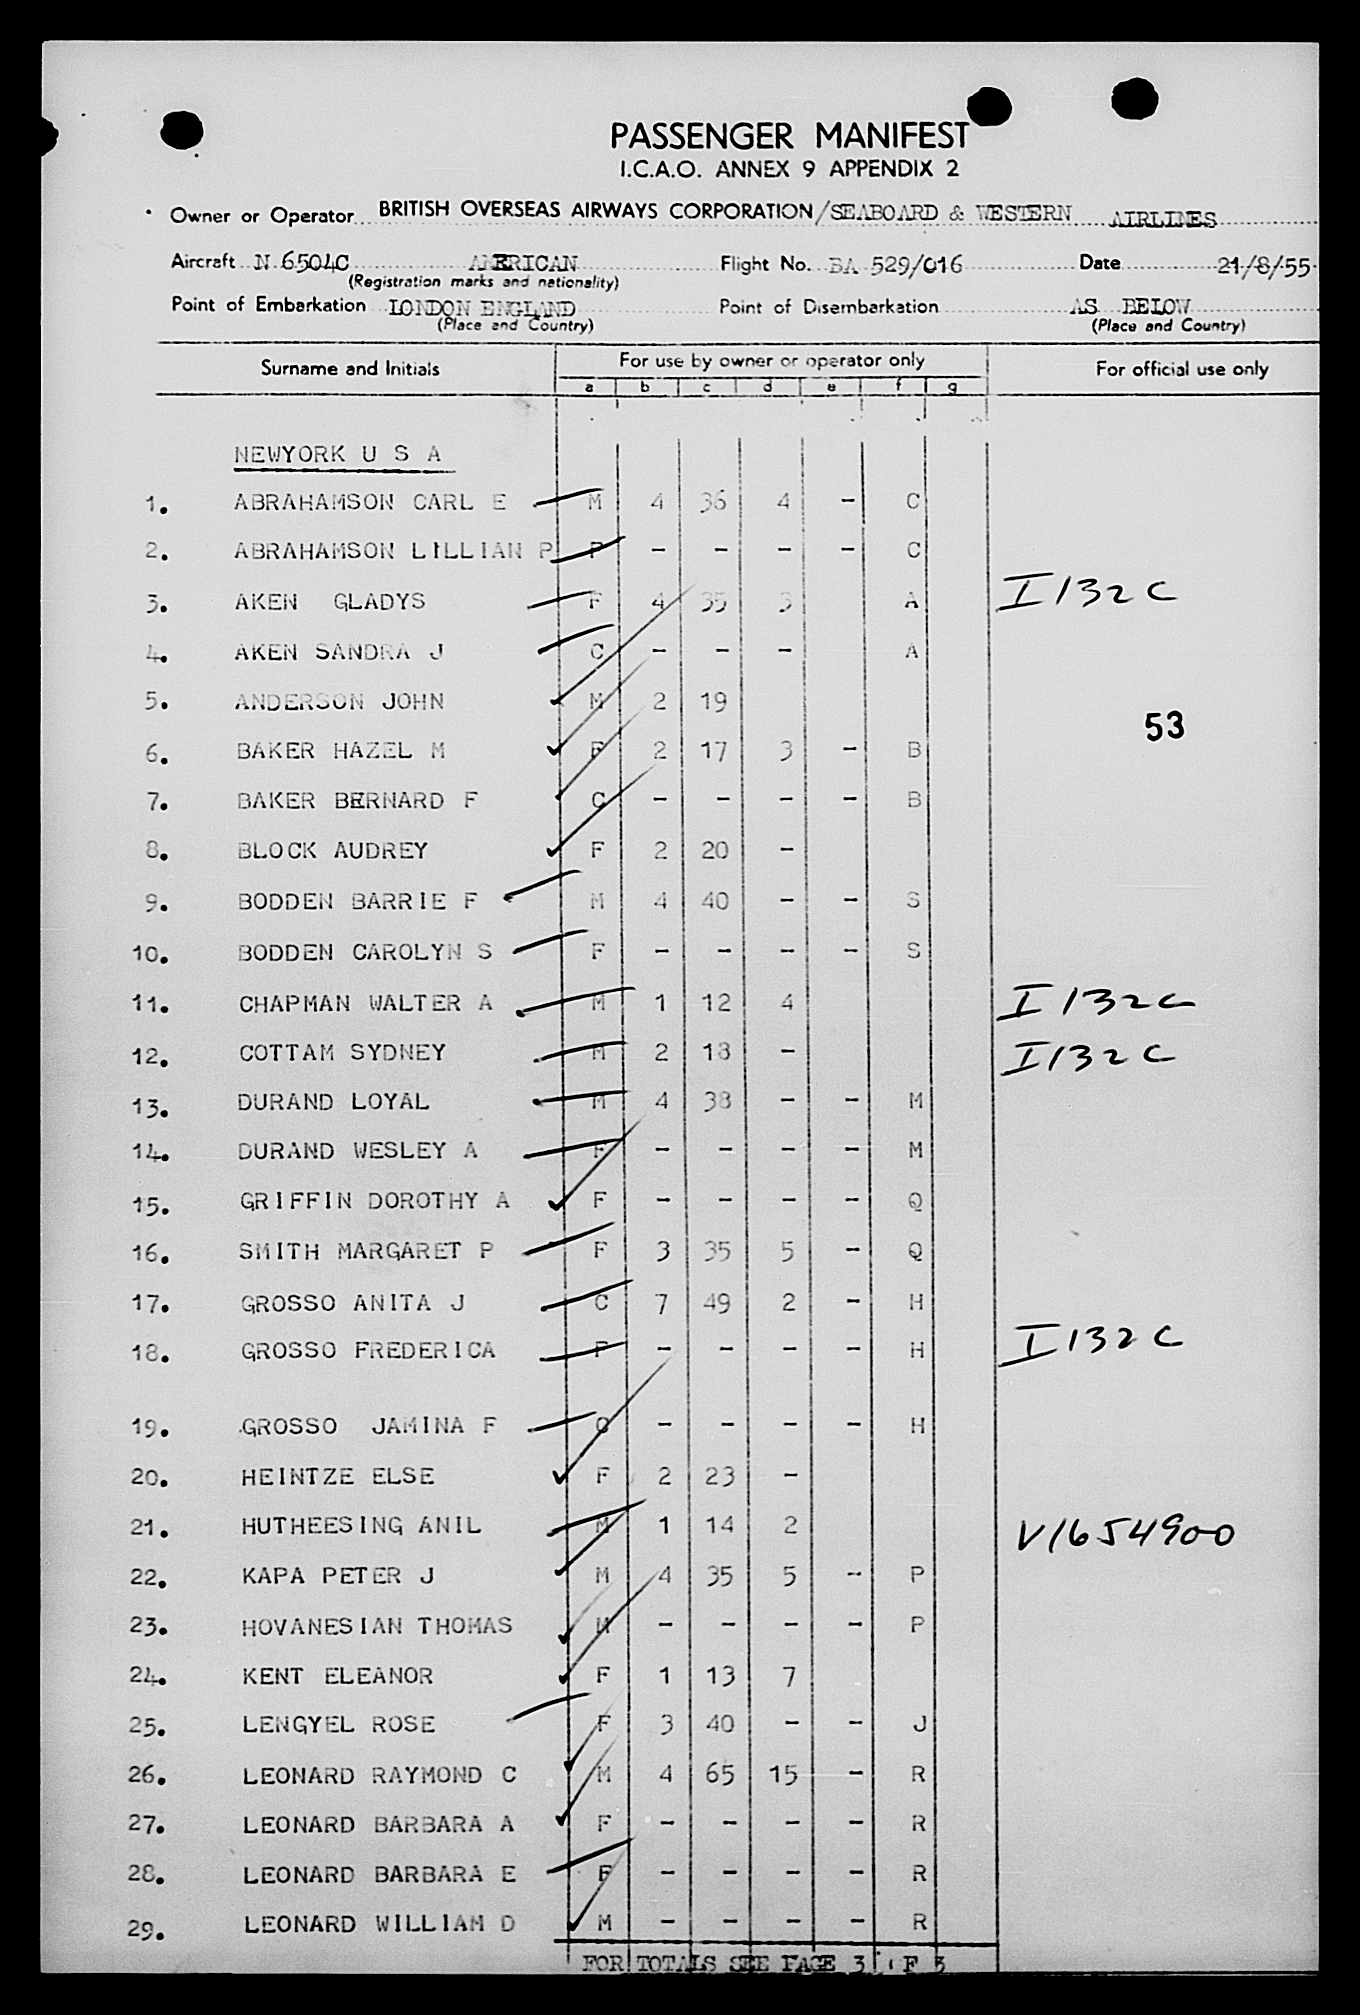 PASSENGER MANIFEST
I.C.A.O. ANNEX 9 APPENDIX 2
Owner or Operator BRITISH OVERSEAS AIRWAYS CORPORATION/SEABOARD & WESTERN AIRLINES
Aircraft N 6504C AMERICAN Flight No. BA 529/016 Date 21/8/55
(Registration marks and nationality)
Point of Embarkation LONDON ENGLAND Point of Disembarkation AS BELOW
(Place and Country) (Place and Country)
Surname and Initials For use by owner or operator only For official use only
a b c d e f g
NEWYORK U S A
1. ABRAHAMSON CARL E M 4 36 4 - C
2. ABRAHAMSON LILLIAN P F - - - - C
3. AKEN GLADYS F 4 35 3 A I132C
4. AKEN SANDRA J C - - - A
5. ANDERSON JOHN M 2 19
53
6. BAKER HAZEL M F 2 17 3 - B
7. BAKER BERNARD F C - - - - B
8. BLOCK AUDREY F 2 20 -
9. BODDEN BARRIE F M 4 40 - - S
10. BODDEN CAROLYN S F - - - - S
11. CHAPMAN WALTER A M 1 12 4 I132C
12. COTTAM SYDNEY M 2 18 - I132C
13. DURAND LOYAL M 4 38 - - M
14. DURAND WESLEY A F - - - - M
15. GRIFFIN DOROTHY A F - - - - Q
16. SMITH MARGARET P F 3 35 5 - Q
17. GROSSO ANITA J C 7 49 2 - H
18. GROSSO FREDERICA F - - - - H I132C
19. GROSSO JAMINA F C - - - - H
20. HEINTZE ELSE F 2 23 -
21. HUTHEESING ANIL M 1 14 2 V1654900
22. KAPA PETER J M 4 35 5 - P
23. HOVANESIAN THOMAS M - - - - P
24. KENT ELEANOR F 1 13 7
25. LENGYEL ROSE F 3 40 - - J
26. LEONARD RAYMOND C M 4 65 15 - R
27. LEONARD BARBARA A F - - - - R
28. LEONARD BARBARA E F - - - - R
29. LEONARD WILLIAM D M - - - - R
FOR TOTALS SEE PAGE 3 F 3